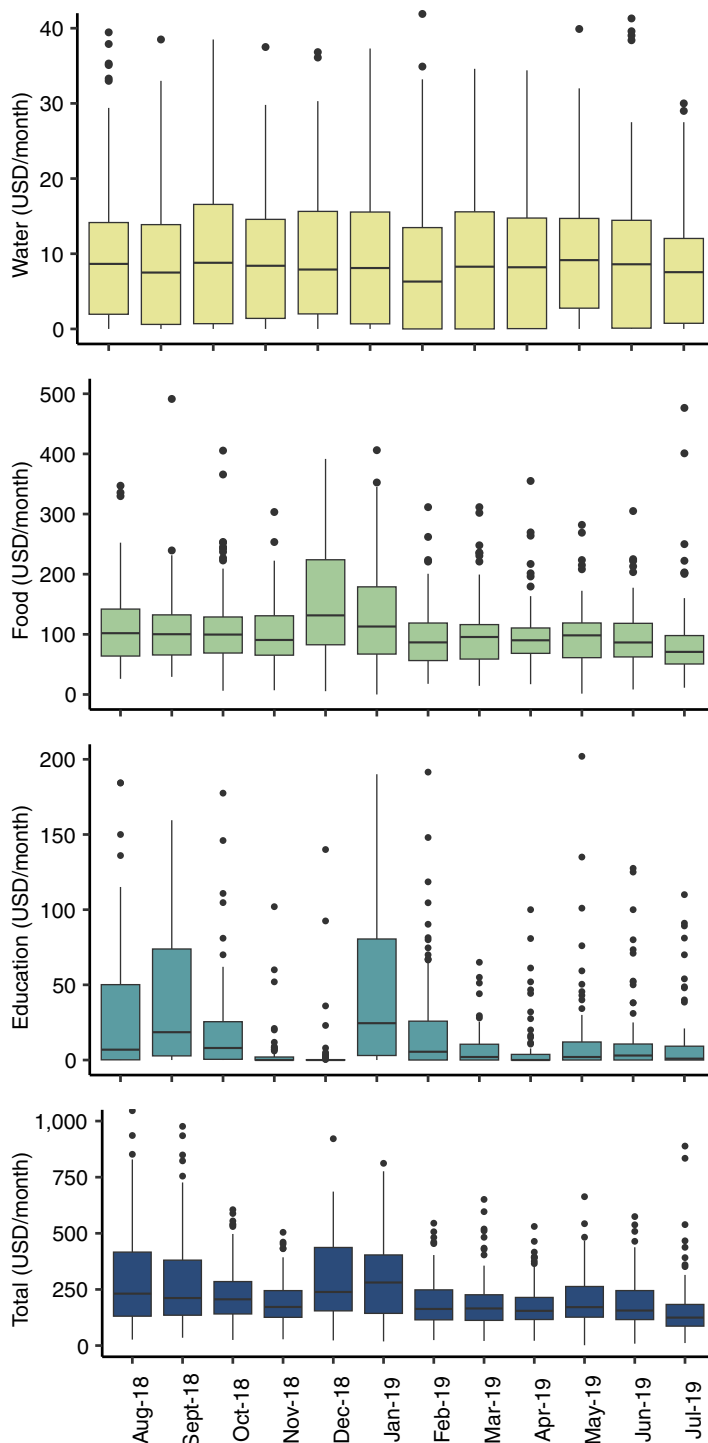 Water (USD/month)
40
30
20
10
0
Food (USD/month)
500
400
300
200
100
0
Education (USD/month)
200
150
100
50
0
Total (USD/month)
1,000
750
500
250
0
Aug-18
Sept-18
Oct-18
Nov-18
Dec-18
Jan-19
Feb-19
Mar-19
Apr-19
May-19
Jun-19
Jul-19